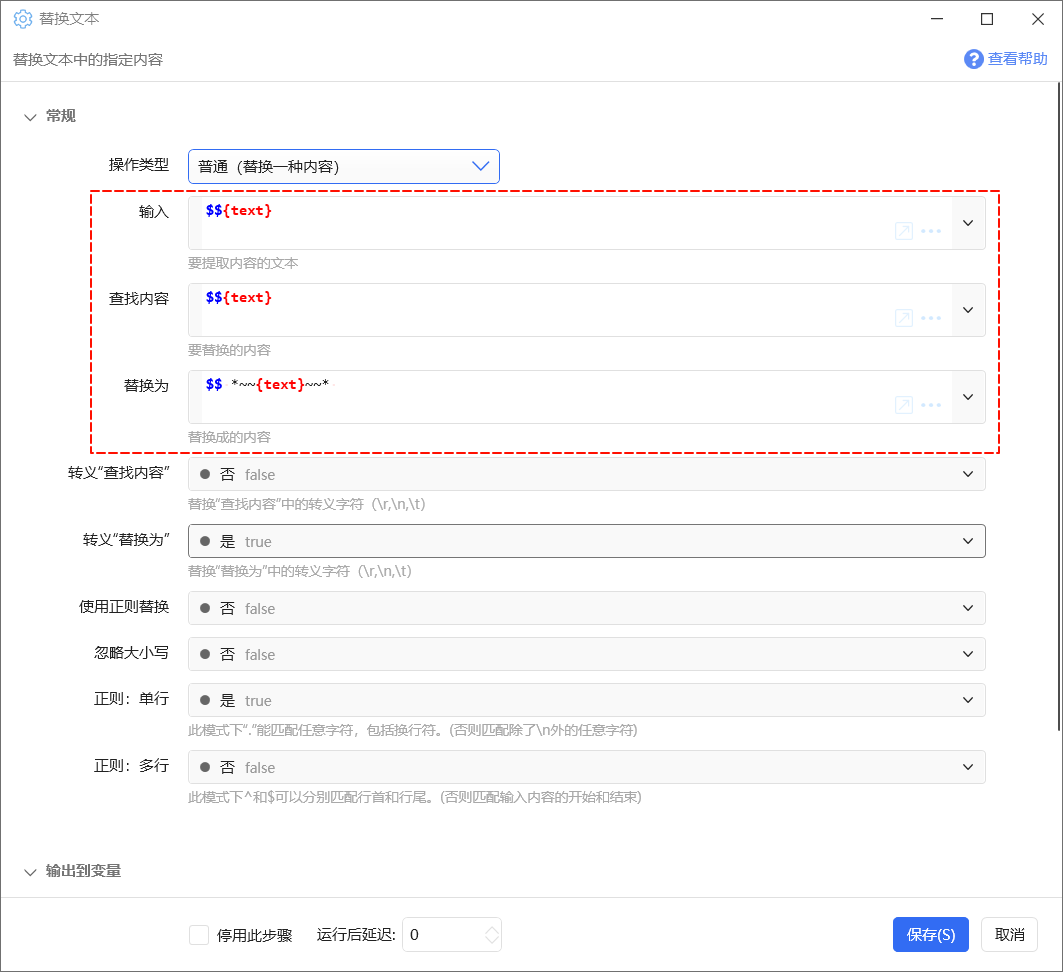 替换文本
替换文本中的指定内容
查看帮助
常规
操作类型 普通（替换一种内容）
输入 $${text}
要提取内容的文本
查找内容 $${text}
要替换的内容
替换为 $$ *~~{text}~~*
替换成的内容
转义“查找内容” 否 false
替换“查找内容”中的转义字符（\r,\n,\t）
转义“替换为” 是 true
替换“替换为”中的转义字符（\r,\n,\t）
使用正则替换 否 false
忽略大小写 否 false
正则：单行 是 true
此模式下“.”能匹配任意字符，包括换行符。(否则匹配除了\n外的任意字符)
正则：多行 否 false
此模式下^和$可以分别匹配行首和行尾。(否则匹配输入内容的开始和结束)
输出到变量
停用此步骤 运行后延迟: 0 保存(S) 取消